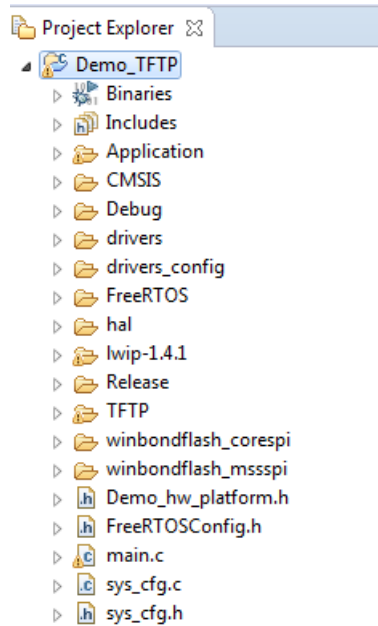 Project Explorer
Demo_TFTP
Binaries
Includes
Application
CMSIS
Debug
drivers
drivers_config
FreeRTOS
hal
lwip-1.4.1
Release
TFTP
winbondflash_corespi
winbondflash_mssspi
Demo_hw_platform.h
FreeRTOSConfig.h
main.c
sys_cfg.c
sys_cfg.h